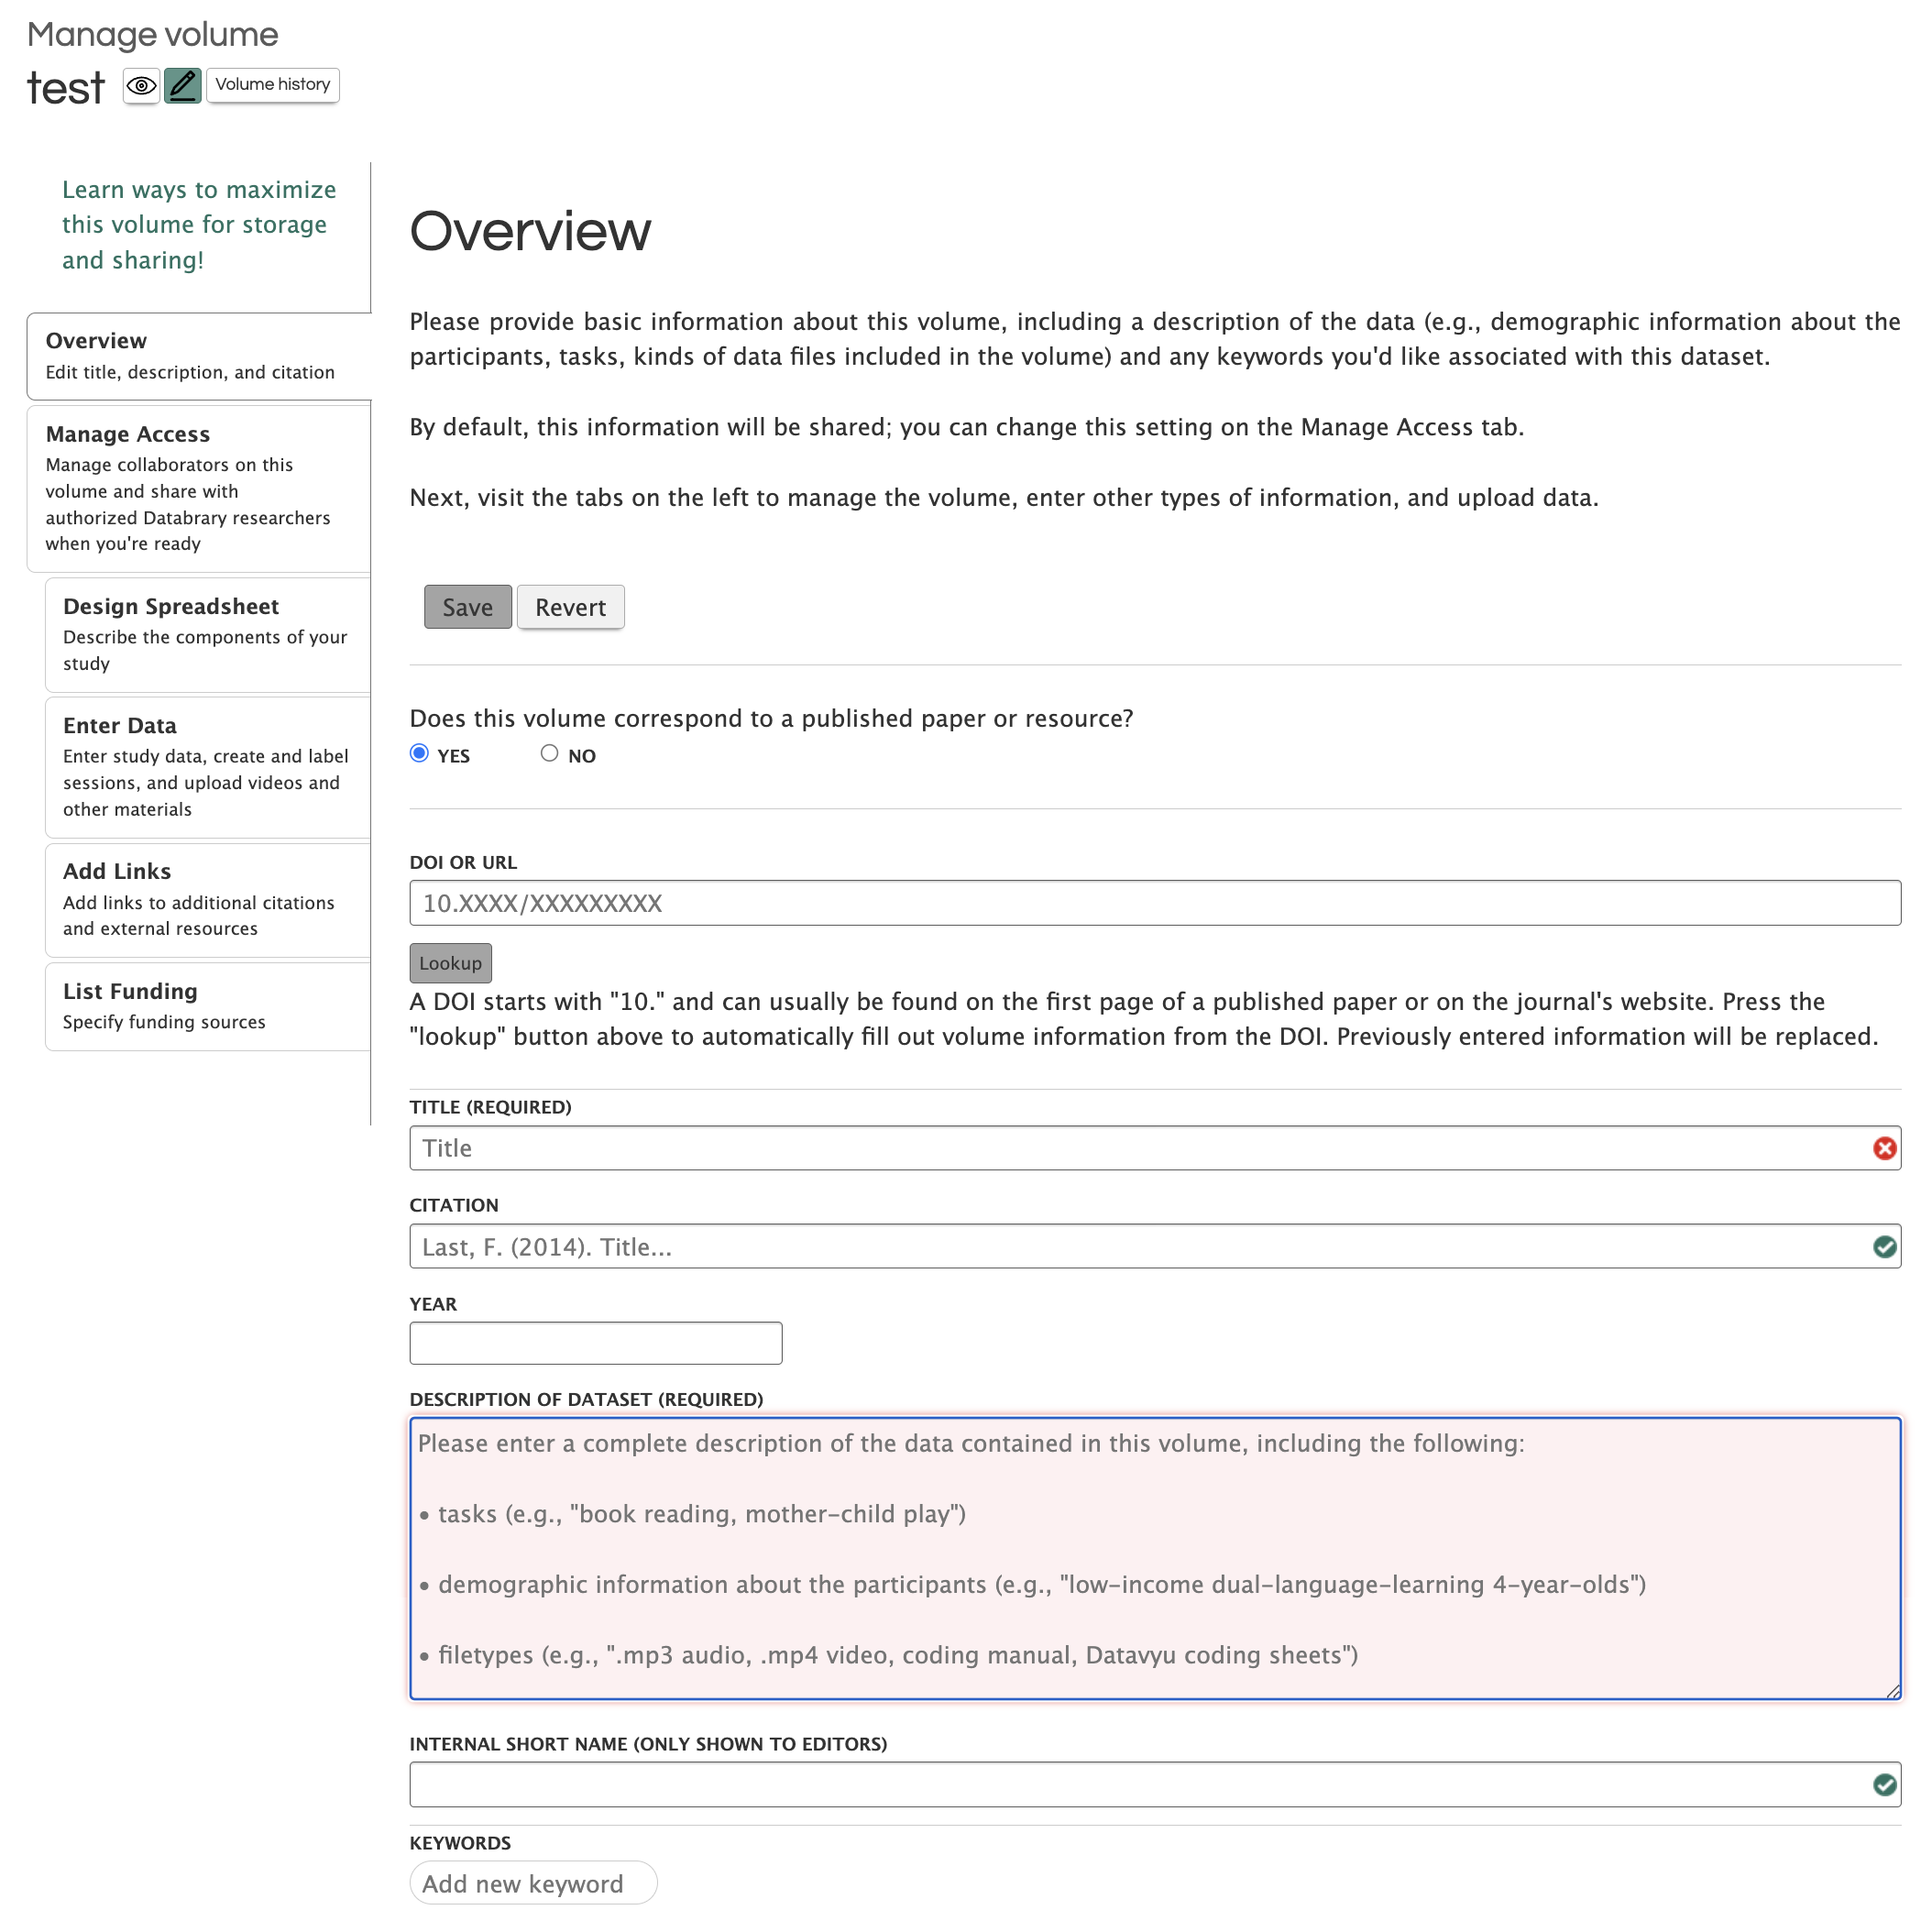 Manage volume
test
Volume history
Learn ways to maximize
this volume for storage
and sharing!
Overview
Edit title, description, and citation
Manage Access
Manage collaborators on this
volume and share with
authorized Databrary researchers
when you're ready
Design Spreadsheet
Describe the components of your
study
Enter Data
Enter study data, create and label
sessions, and upload videos and
other materials
Add Links
Add links to additional citations
and external resources
List Funding
Specify funding sources
Overview
Please provide basic information about this volume, including a description of the data (e.g., demographic information about the
participants, tasks, kinds of data files included in the volume) and any keywords you'd like associated with this dataset.
By default, this information will be shared; you can change this setting on the Manage Access tab.
Next, visit the tabs on the left to manage the volume, enter other types of information, and upload data.
Save
Revert
Does this volume correspond to a published paper or resource?
YES
NO
DOI OR URL
10.XXXX/XXXXXXXXX
Lookup
A DOI starts with "10." and can usually be found on the first page of a published paper or on the journal's website. Press the
"lookup" button above to automatically fill out volume information from the DOI. Previously entered information will be replaced.
TITLE (REQUIRED)
Title
CITATION
Last, F. (2014). Title...
YEAR
DESCRIPTION OF DATASET (REQUIRED)
Please enter a complete description of the data contained in this volume, including the following:
• tasks (e.g., "book reading, mother-child play")
• demographic information about the participants (e.g., "low-income dual-language-learning 4-year-olds")
• filetypes (e.g., ".mp3 audio, .mp4 video, coding manual, Datavyu coding sheets")
INTERNAL SHORT NAME (ONLY SHOWN TO EDITORS)
KEYWORDS
Add new keyword